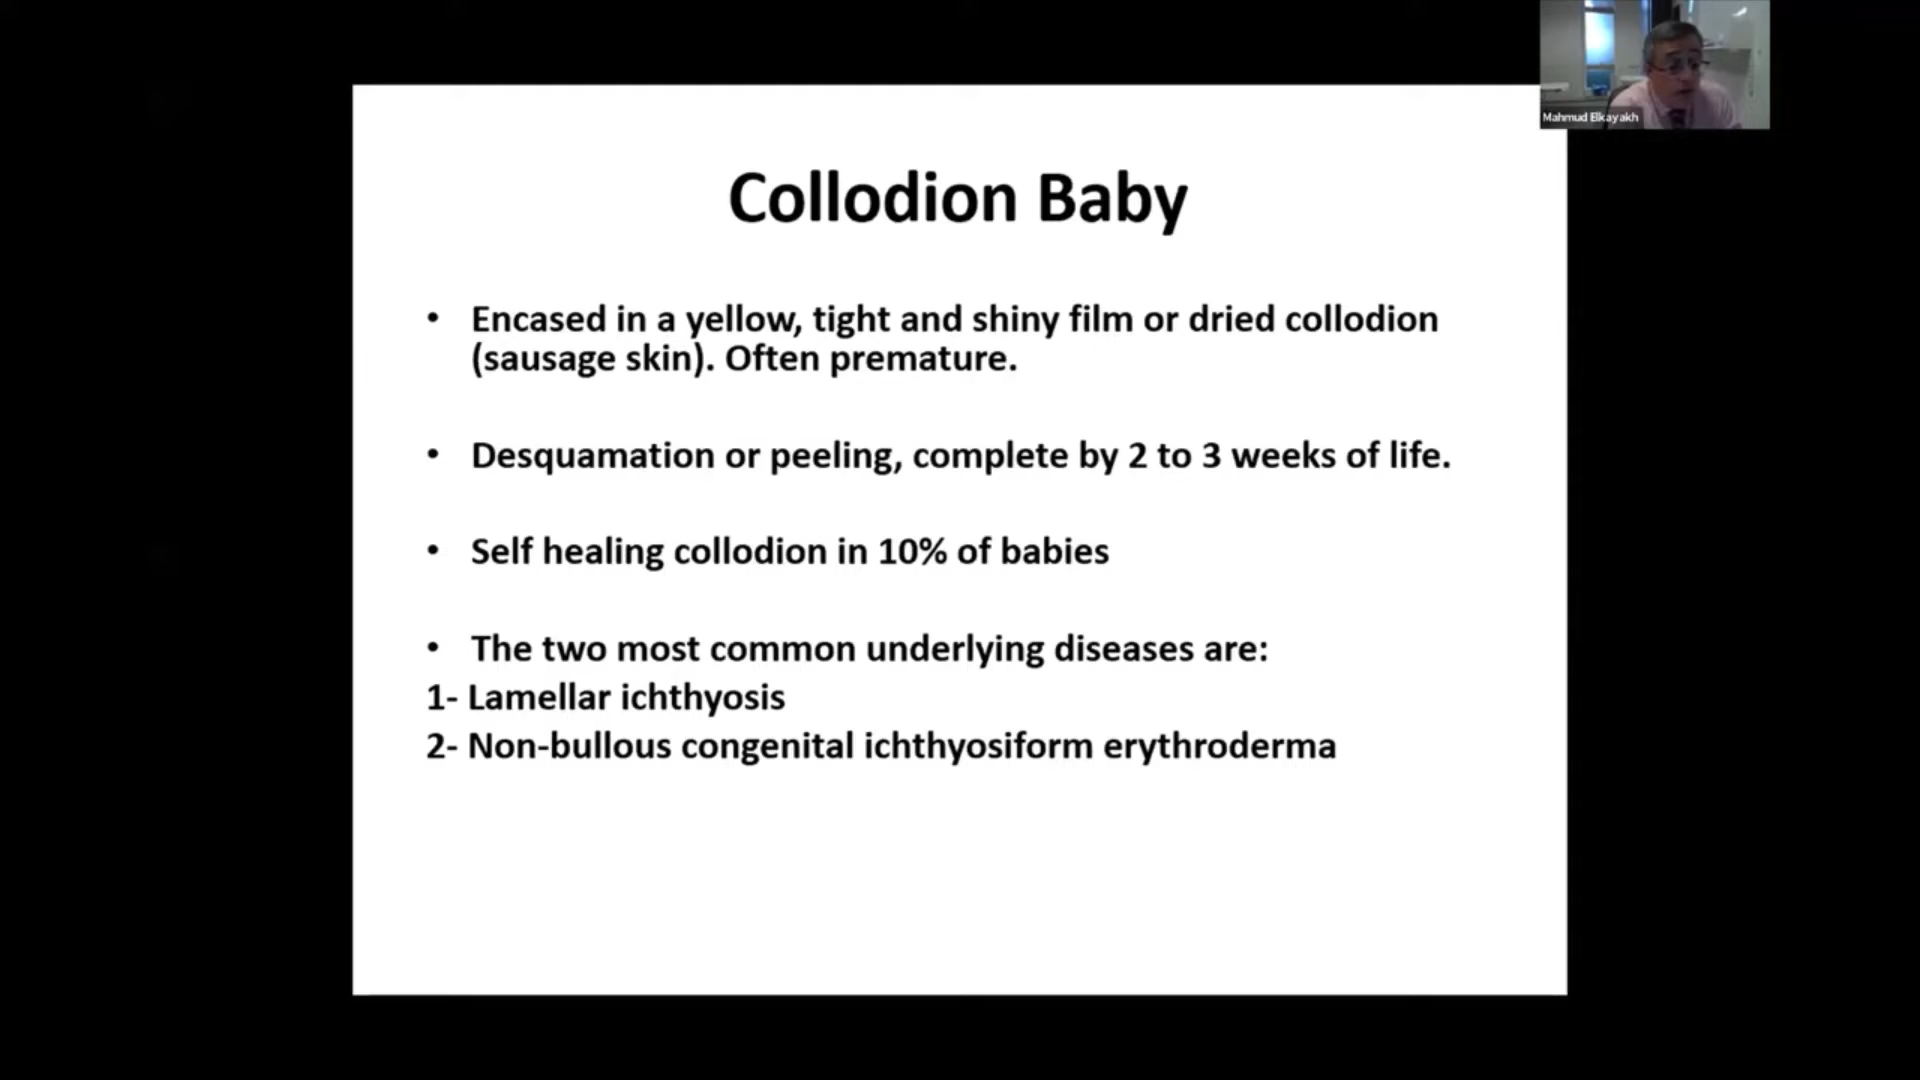 Mahmud Elkayakh
Collodion Baby
• Encased in a yellow, tight and shiny film or dried collodion
(sausage skin). Often premature.
• Desquamation or peeling, complete by 2 to 3 weeks of life.
• Self healing collodion in 10% of babies
• The two most common underlying diseases are:
1- Lamellar ichthyosis
2- Non-bullous congenital ichthyosiform erythroderma